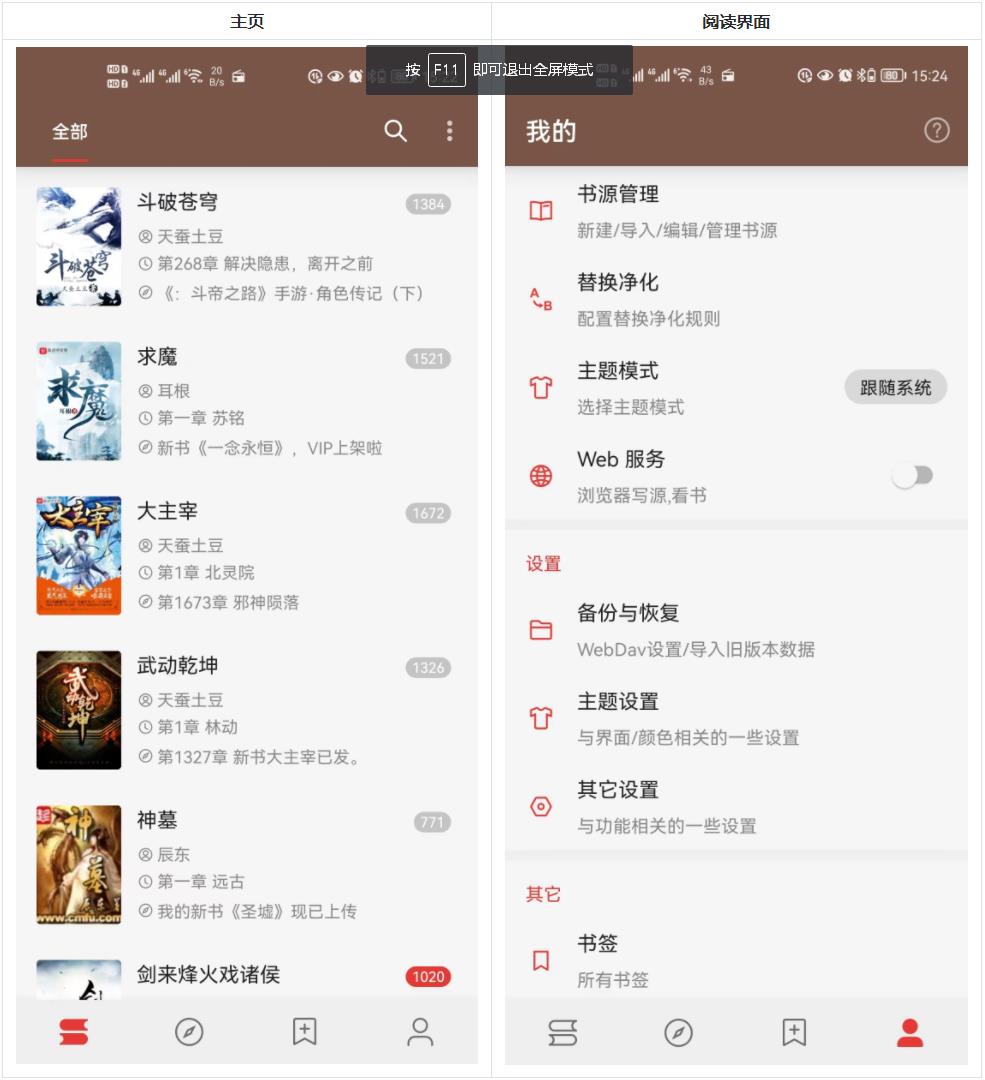 主页
阅读界面
按 F11 即可退出全屏模式
20
B/s
全部
斗破苍穹
1384
天蚕土豆
第268章 解决隐患，离开之前
《：斗帝之路》手游·角色传记（下）
求魔
1521
耳根
第一章 苏铭
新书《一念永恒》，VIP上架啦
大主宰
1672
天蚕土豆
第1章 北灵院
第1673章 邪神陨落
武动乾坤
1326
天蚕土豆
第1章 林动
第1327章 新书大主宰已发。
神墓
771
辰东
第一章 远古
我的新书《圣墟》现已上传
www.cmfu.com
剑来烽火戏诸侯
1020
43
B/s
80
15:24
我的
书源管理
新建/导入/编辑/管理书源
替换净化
配置替换净化规则
主题模式
选择主题模式
跟随系统
Web 服务
浏览器写源,看书
设置
备份与恢复
WebDav设置/导入旧版本数据
主题设置
与界面/颜色相关的一些设置
其它设置
与功能相关的一些设置
其它
书签
所有书签